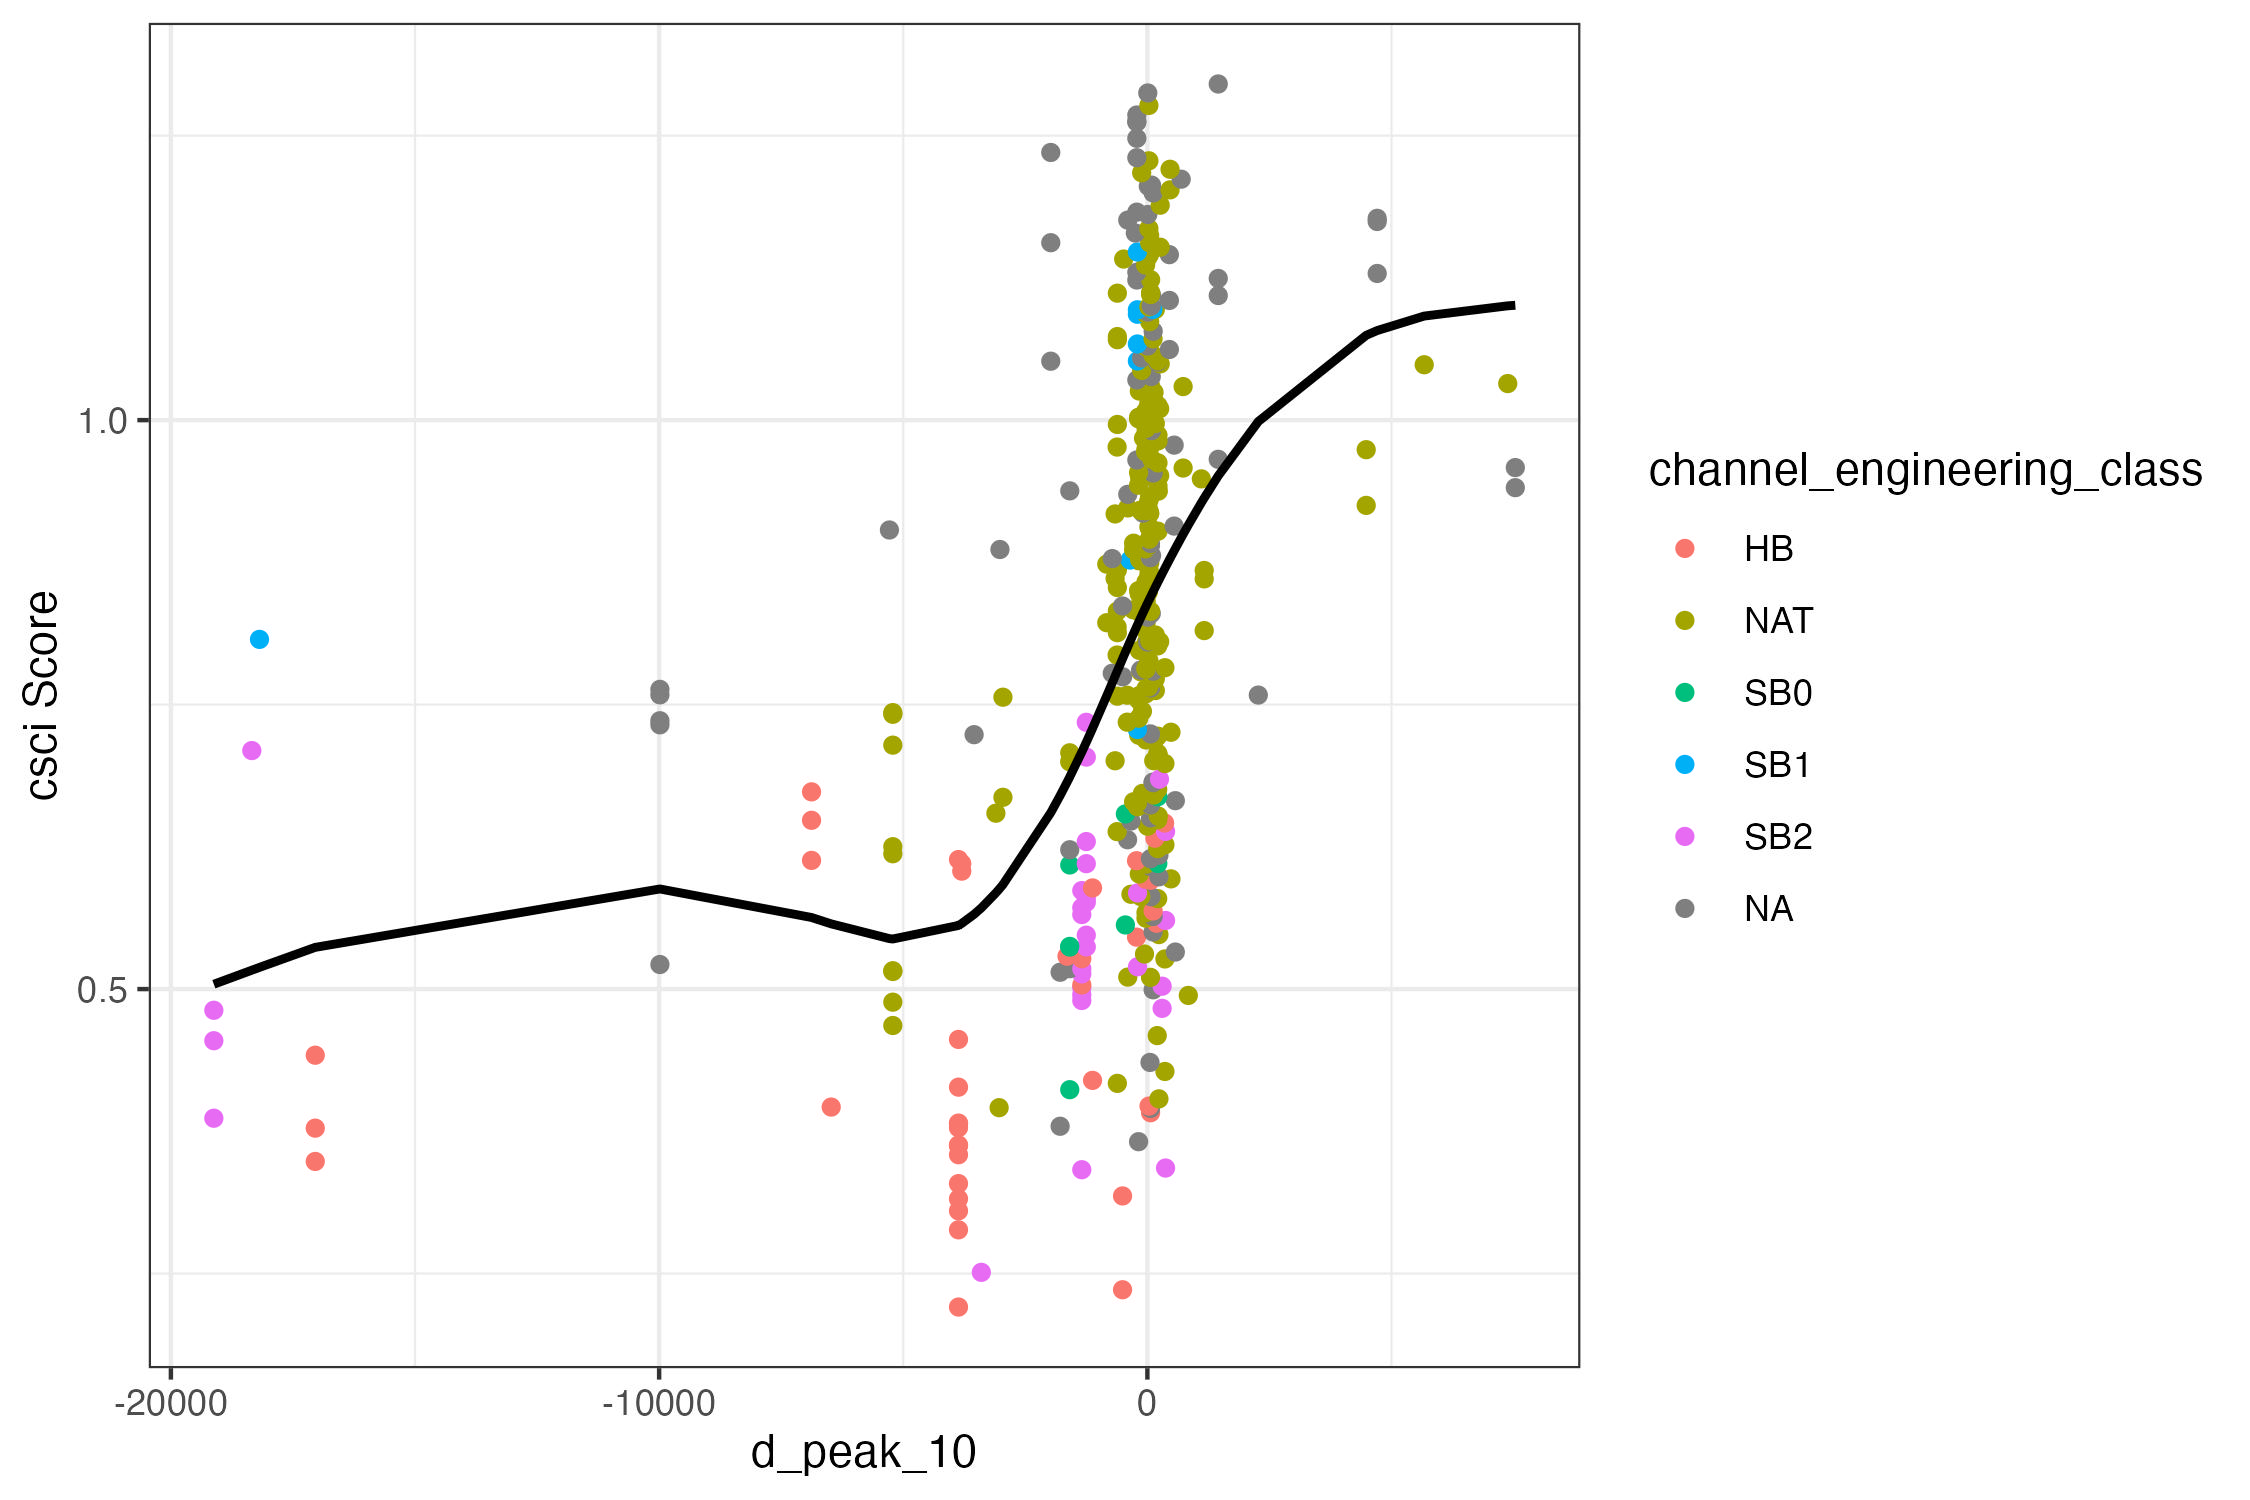 csci Score
1.0
0.5
-20000
-10000
0
d_peak_10
channel_engineering_class
HB
NAT
SB0
SB1
SB2
NA